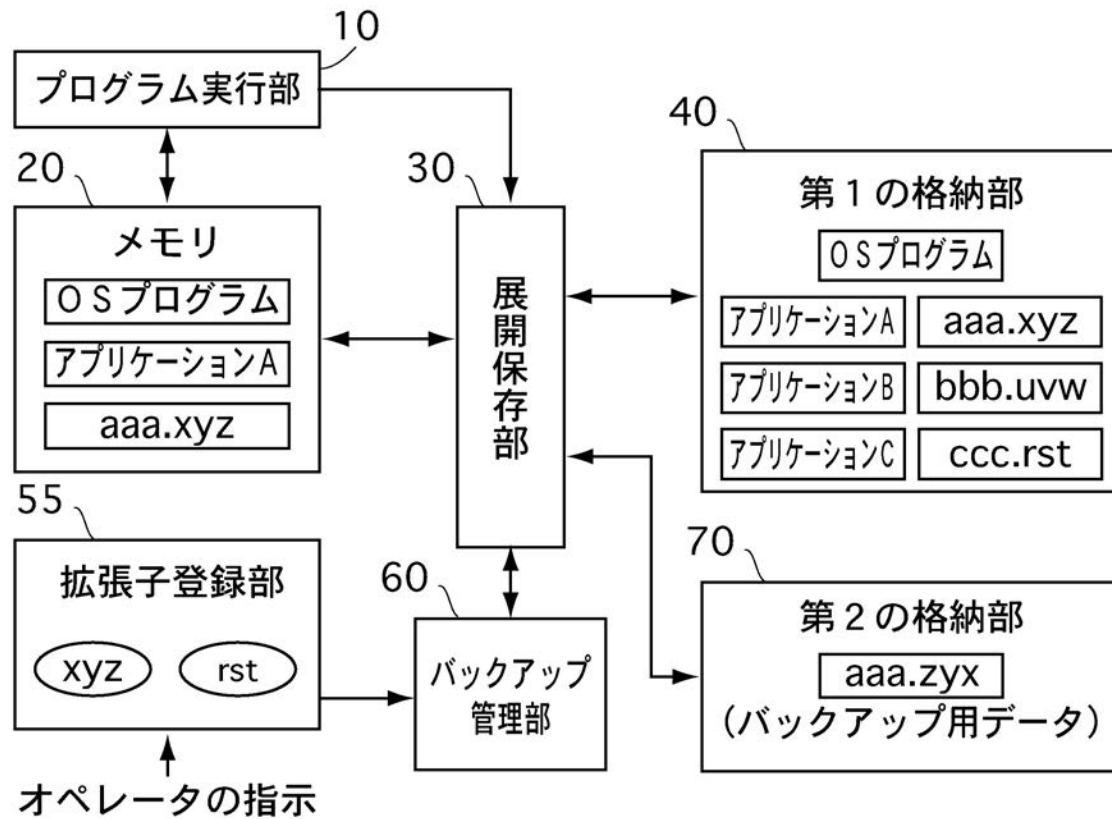 10
プログラム実行部
20
メモリ
OSプログラム
アプリケーションA
aaa.xyz
30
展開保存部
40
第1の格納部
OSプログラム
アプリケーションA
aaa.xyz
アプリケーションB
bbb.uvw
アプリケーションC
ccc.rst
55
拡張子登録部
xyz
rst
オペレータの指示
60
バックアップ
管理部
70
第2の格納部
aaa.zyx
(バックアップ用データ)